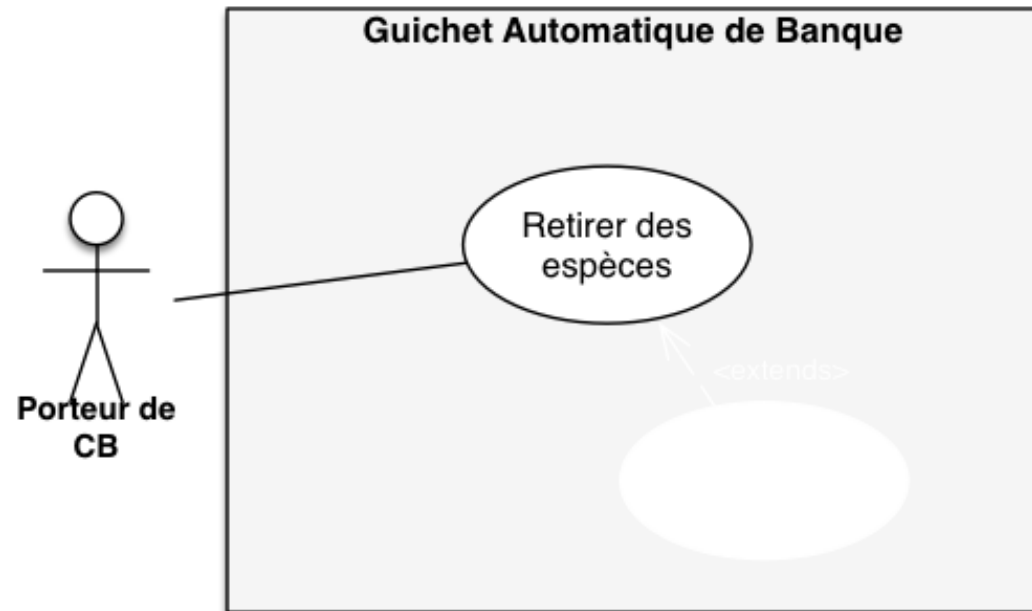 Guichet Automatique de Banque
Retirer des
espèces
<extends>
Porteur de
CB